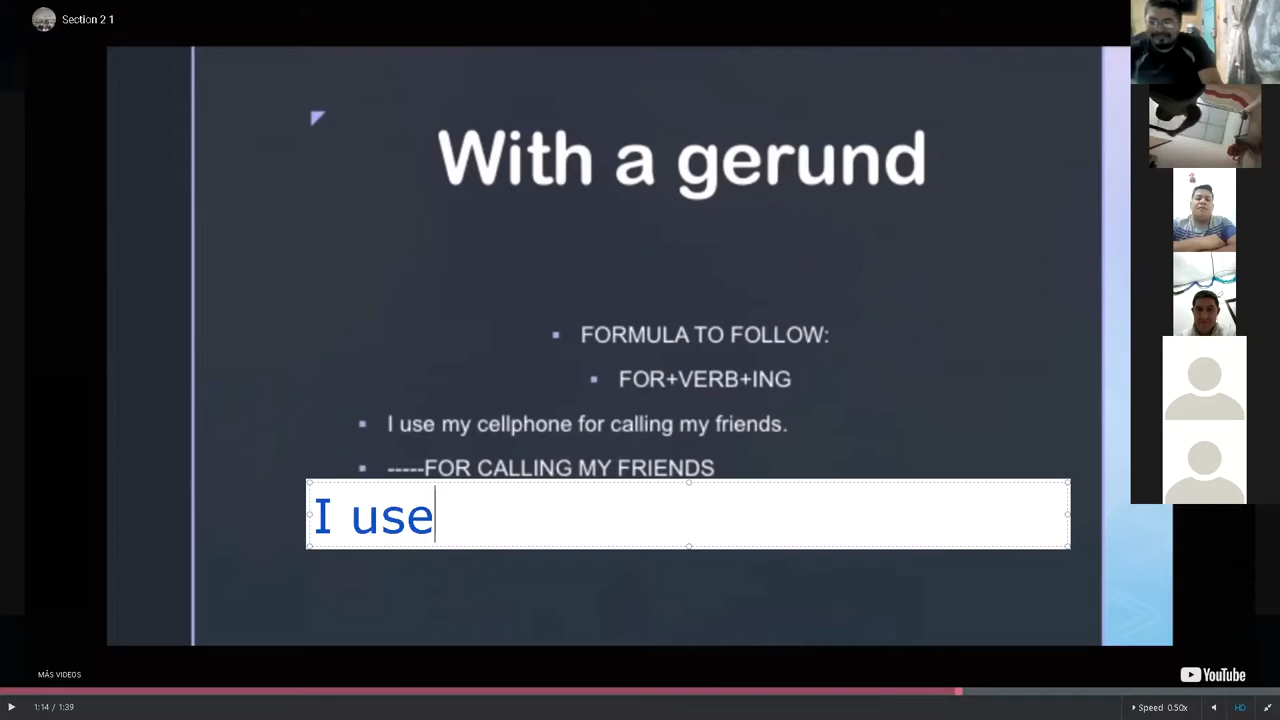 Section 2 1
With a gerund
FORMULA TO FOLLOW:
FOR+VERB+ING
I use my cellphone for calling my friends.
-----FOR CALLING MY FRIENDS
I use
MÁS VIDEOS
YouTube
1:14 / 1:39
Speed 0.50x
HD